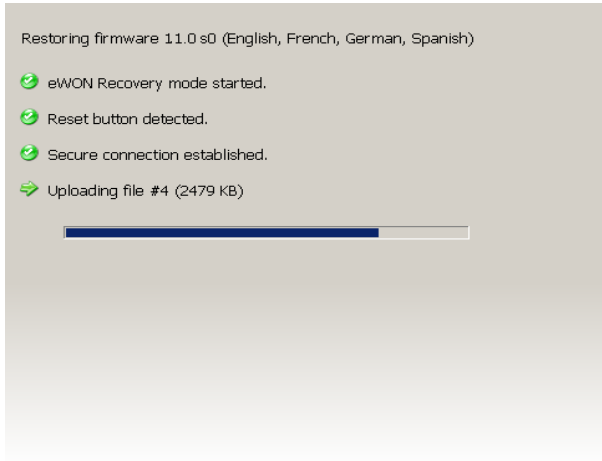 Restoring firmware 11.0 s0 (English, French, German, Spanish)
eWON Recovery mode started.
Reset button detected.
Secure connection established.
Uploading file #4 (2479 KB)